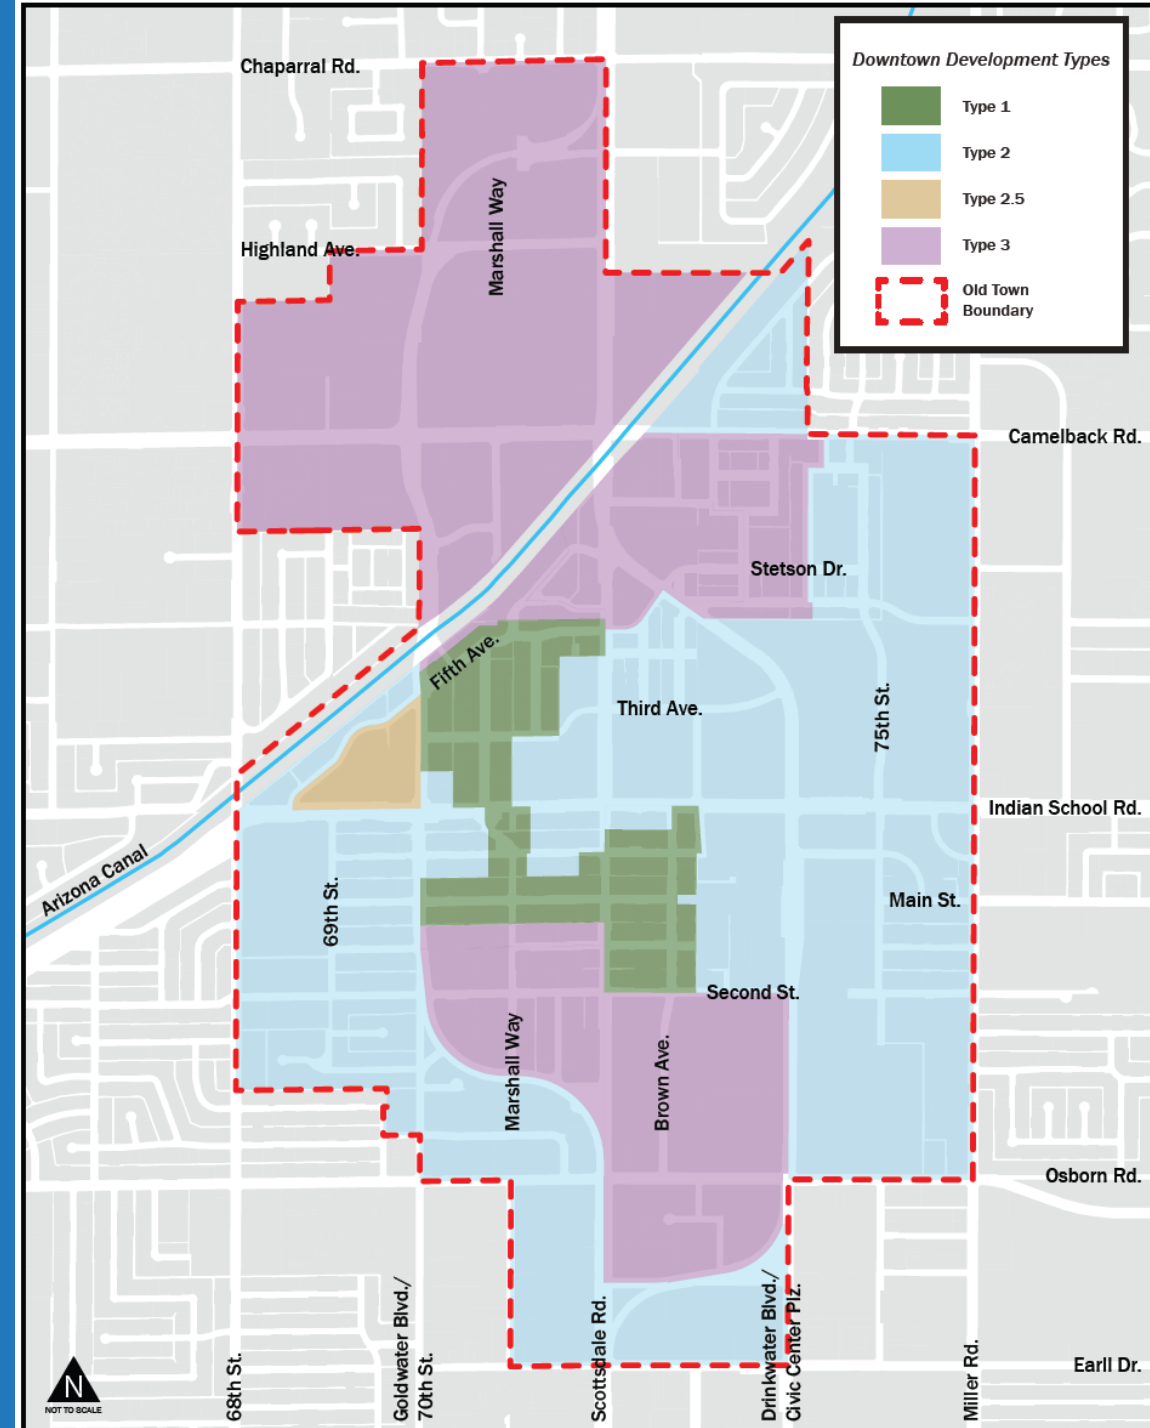 Chaparral Rd.
Downtown Development Types
Type 1
Type 2
Type 2.5
Type 3
Old Town
Boundary
Highland Ave.
Marshall Way
Camelback Rd.
Stetson Dr.
Fifth Ave.
Third Ave.
75th St.
Indian School Rd.
Arizona Canal
69th St.
Main St.
Second St.
Marshall Way
Brown Ave.
Osborn Rd.
Earll Dr.
N
NOT TO SCALE
68th St.
Goldwater Blvd./
70th St.
Scottsdale Rd.
Drinkwater Blvd./
Civic Center Plz.
Miller Rd.